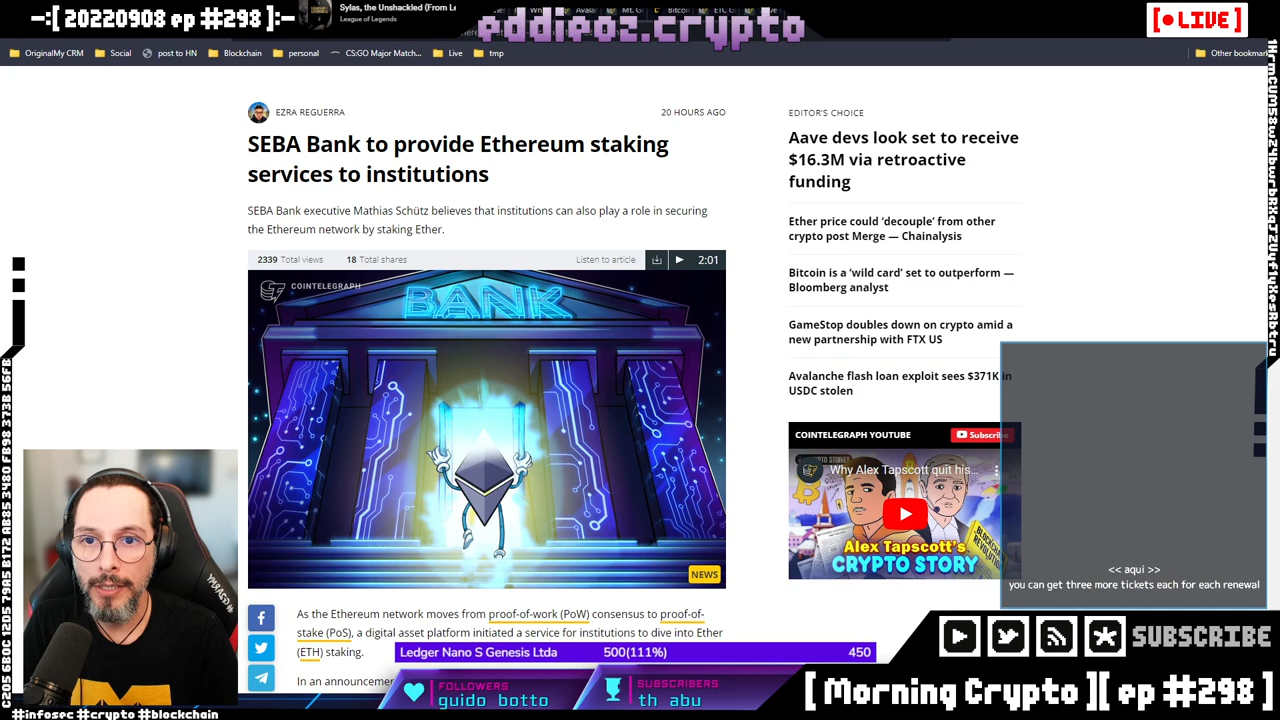 -:[ 20220908 ep #298 ]:-
Sylas, the Unshackled (From Le
League of Legends
eddieoz.crypto
[● LIVE ]
OriginalMy CRM
Social
post to HN
Blockchain
personal
CS:GO Major Match...
Live
tmp
Other bookmar
EZRA REGUERRA
20 HOURS AGO
SEBA Bank to provide Ethereum staking
services to institutions
SEBA Bank executive Mathias Schütz believes that institutions can also play a role in securing
the Ethereum network by staking Ether.
2339 Total views
18 Total shares
Listen to article
2:01
COINTELEGRAPH
BANK
NEWS
As the Ethereum network moves from proof-of-work (PoW) consensus to proof-of-
stake (PoS), a digital asset platform initiated a service for institutions to dive into Ether
(ETH) staking.
In an announcemen
EDITOR'S CHOICE
Aave devs look set to receive
$16.3M via retroactive
funding
Ether price could 'decouple' from other
crypto post Merge — Chainalysis
Bitcoin is a 'wild card' set to outperform —
Bloomberg analyst
GameStop doubles down on crypto amid a
new partnership with FTX US
Avalanche flash loan exploit sees $371K in
USDC stolen
COINTELEGRAPH YOUTUBE
Subscribe
Why Alex Tapscott quit his...
BLOCKCHAIN
REVOLUTION
Alex Tapscott's
CRYPTO STORY
<< aqui >>
you can get three more tickets each for each renewal
Ledger Nano S Genesis Ltda
500(111%)
450
FOLLOWERS
guido botto
SUBSCRIBERS
th abu
SUBSCRIBE
[ Morning Crypto ][ ep #298 ]
#infosec #crypto #blockchain